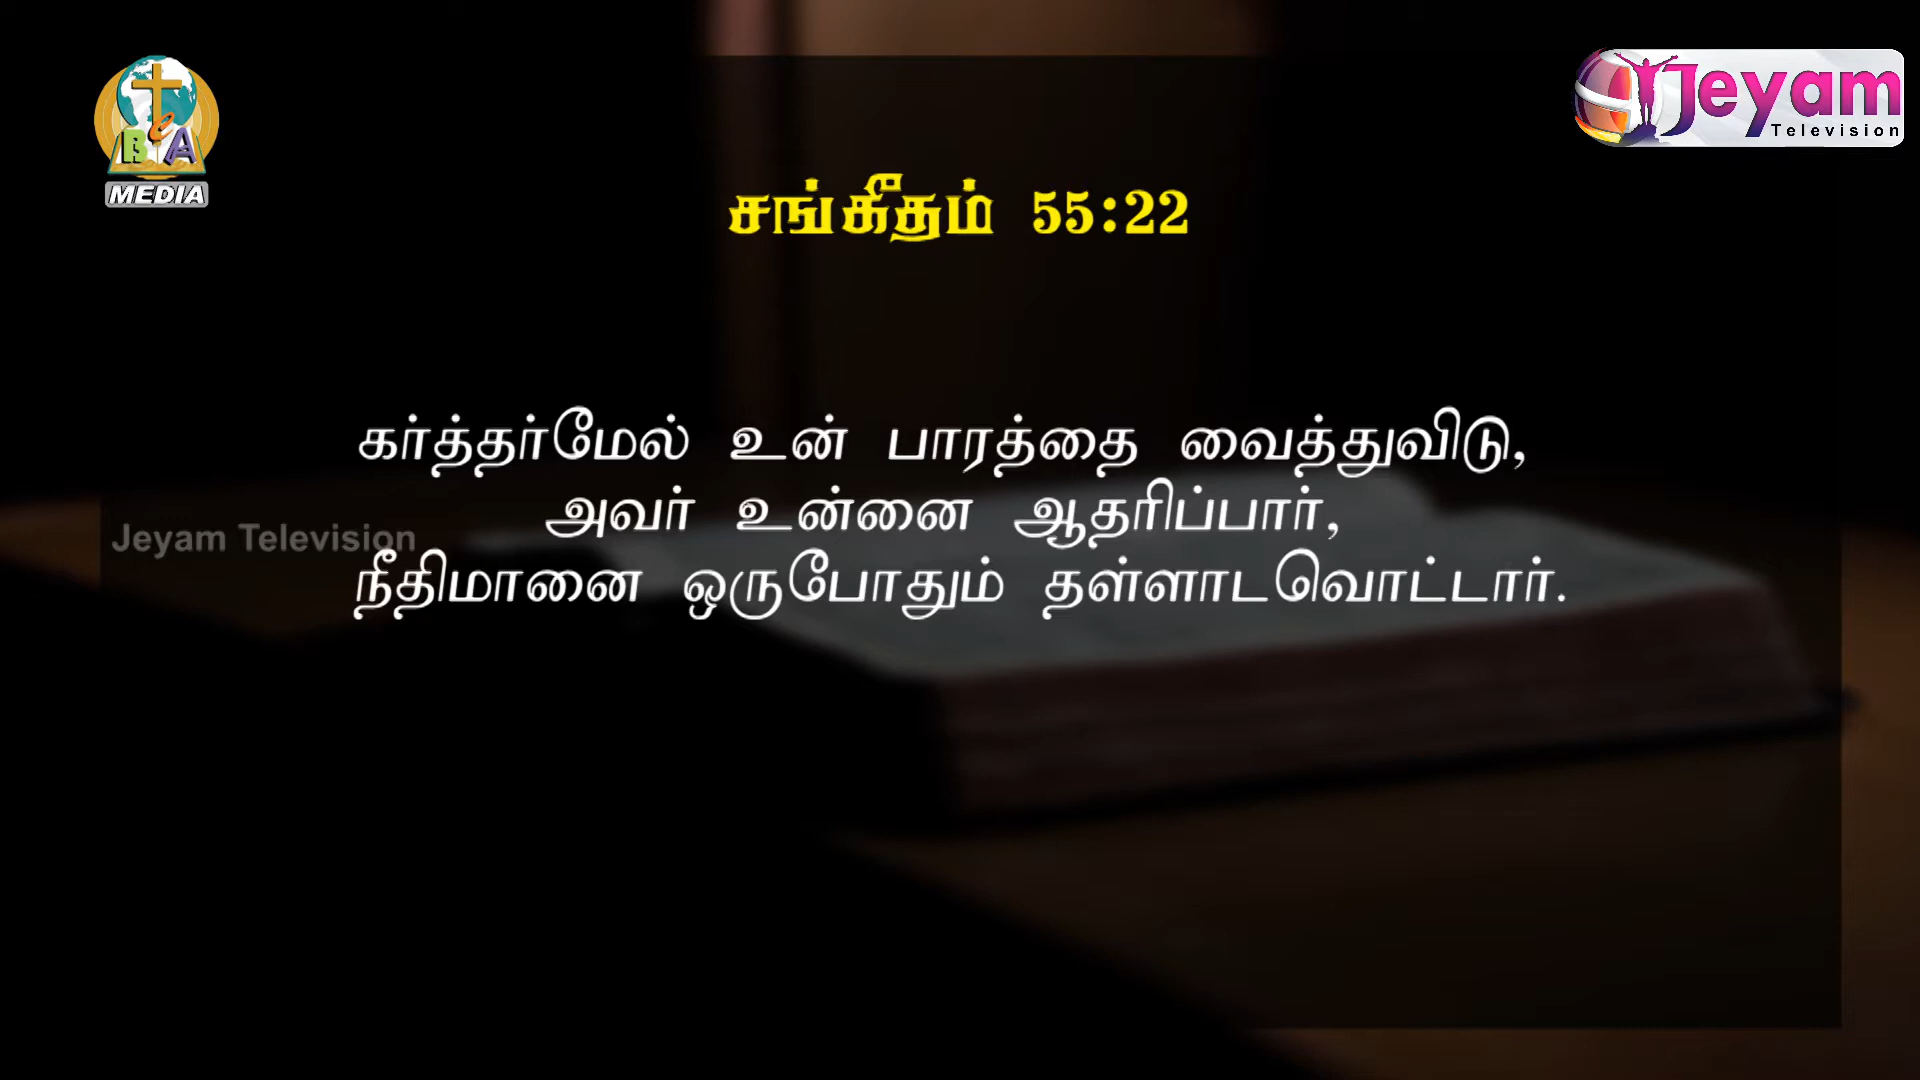 BCA
MEDIA
Jeyam
Television
சங்கீதம் 55:22
கர்த்தர்மேல் உன் பாரத்தை வைத்துவிடு,
அவர் உன்னை ஆதரிப்பார்,
Jeyam Television
நீதிமானை ஒருபோதும் தள்ளாடவொட்டார்.